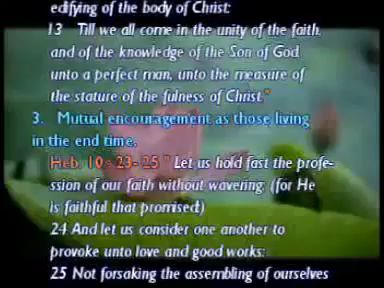 edifying of the body of Christ:
13 Till we all come in the unity of the faith,
and of the knowledge of the Son of God,
unto a perfect man, unto the measure of
the stature of the fulness of Christ."
3. Mutual encouragement as those living
in the end time.
Heb. 10 : 23- 25 " Let us hold fast the profe-
ssion of our faith without wavering; (for He
is faithful that promised;)
24 And let us consider one another to
provoke unto love and good works:
25 Not forsaking the assembling of ourselves